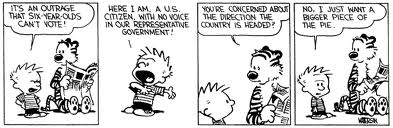 IT'S AN OUTRAGE
THAT SIX-YEAR-OLDS
CAN'T VOTE!
HERE I AM, A U.S.
CITIZEN, WITH NO VOICE
IN OUR REPRESENTATIVE
GOVERNMENT!
YOU'RE CONCERNED ABOUT
THE DIRECTION THE
COUNTRY IS HEADED?
NO, I JUST WANT A
BIGGER PIECE OF
THE PIE.
WATTERSON